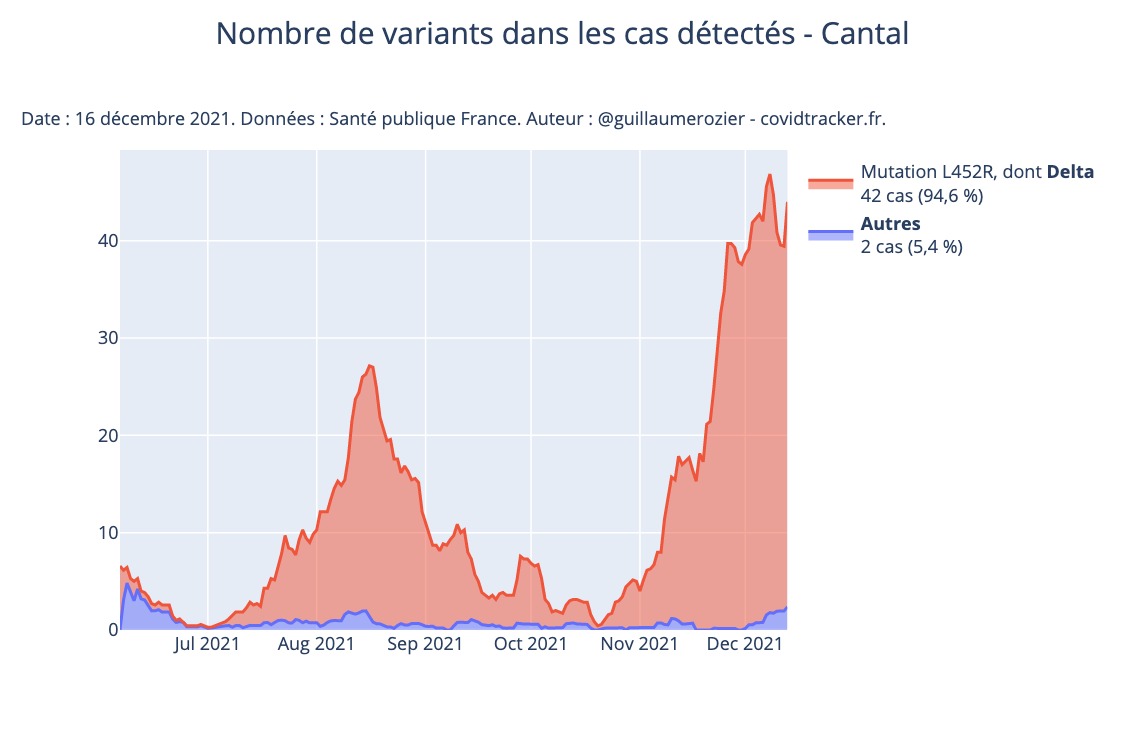 Nombre de variants dans les cas détectés - Cantal
Date : 16 décembre 2021. Données : Santé publique France. Auteur : @guillaumerozier - covidtracker.fr.
Mutation L452R, dont Delta
42 cas (94,6 %)
Autres
2 cas (5,4 %)
40
30
20
10
0
Jul 2021
Aug 2021
Sep 2021
Oct 2021
Nov 2021
Dec 2021